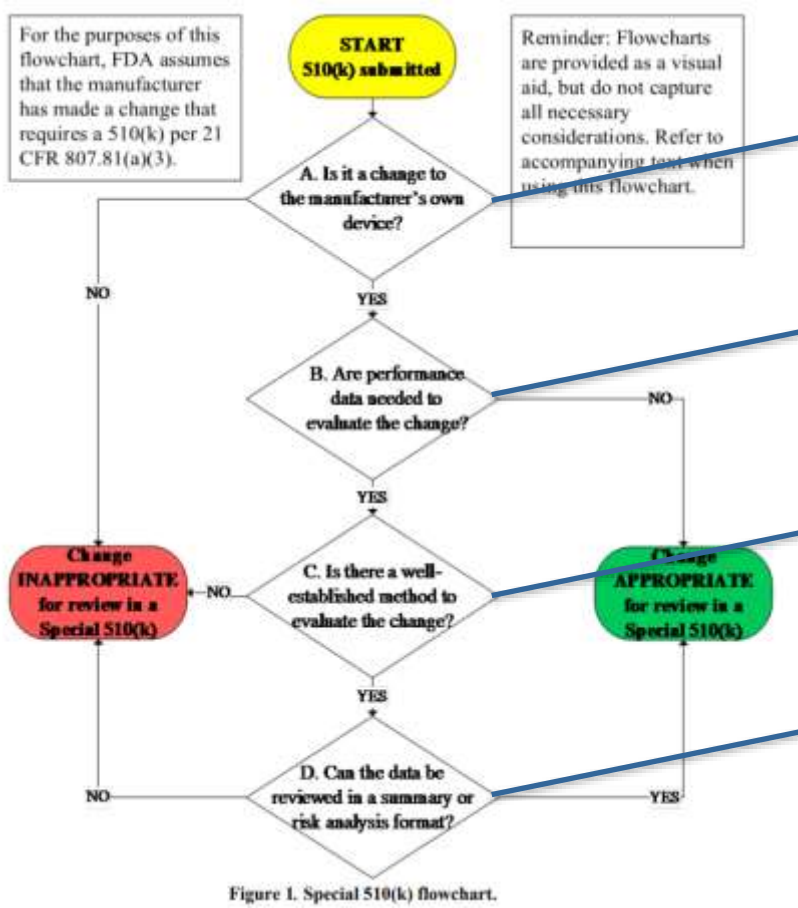 For the purposes of this
flowchart, FDA assumes
that the manufacturer
has made a change that
requires a 510(k) per 21
CFR 807.81(a)(3).
START
510(k) submitted
Reminder: Flowcharts
are provided as a visual
aid, but do not capture
all necessary
considerations. Refer to
accompanying text when
using this flowchart.
A. Is it a change to
the manufacturer's own
device?
NO
YES
B. Are performance
data needed to
evaluate the change?
NO
YES
Change
INAPPROPRIATE
for review in a
Special 510(k)
NO
C. Is there a well-
established method to
evaluate the change?
Change
APPROPRIATE
for review in a
Special 510(k)
YES
D. Can the data be
reviewed in a summary or
risk analysis format?
NO
YES
Figure 1. Special 510(k) flowchart.